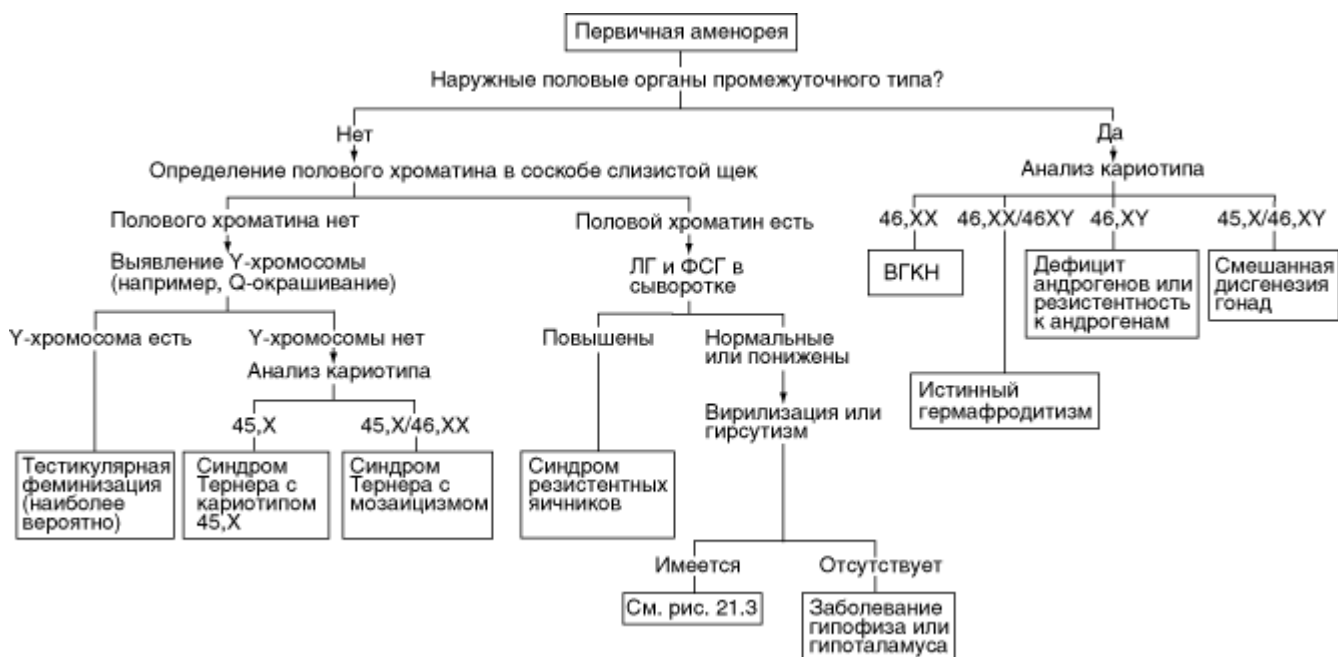 Первичная аменорея
Наружные половые органы промежуточного типа?
Нет
Да
Определение полового хроматина в соскобе слизистой щек
Анализ кариотипа
Полового хроматина нет
Половой хроматин есть
46,XX
46,XX/46XY
46,XY
45,X/46,XY
Выявление Y-хромосомы
(например, Q-окрашивание)
ЛГ и ФСГ в
сыворотке
ВГКН
Дефицит
андрогенов или
резистентность
к андрогенам
Смешанная
дисгенезия
гонад
Y-хромосома есть
Y-хромосомы нет
Повышены
Нормальные
или понижены
Анализ кариотипа
Истинный
гермафродитизм
45,X
45,X/46,XX
Вирилизация или
гирсутизм
Тестикулярная
феминизация
(наиболее
вероятно)
Синдром
Тернера с
кариотипом
45,X
Синдром
Тернера с
мозаицизмом
Синдром
резистентных
яичников
Имеется
Отсутствует
См. рис. 21.3
Заболевание
гипофиза или
гипоталамуса